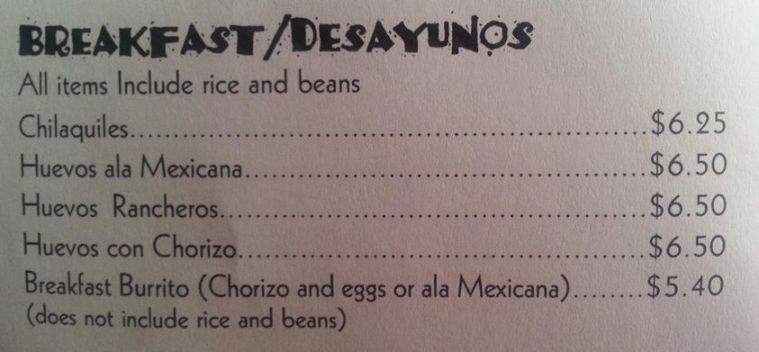 BREAKFAST/DESAYUNOS
All items Include rice and beans
Chilaquiles.......................................................$6.25
Huevos ala Mexicana...........................................$6.50
Huevos Rancheros..............................................$6.50
Huevos con Chorizo............................................$6.50
Breakfast Burrito (Chorizo and eggs or ala Mexicana)........$5.40
(does not include rice and beans)